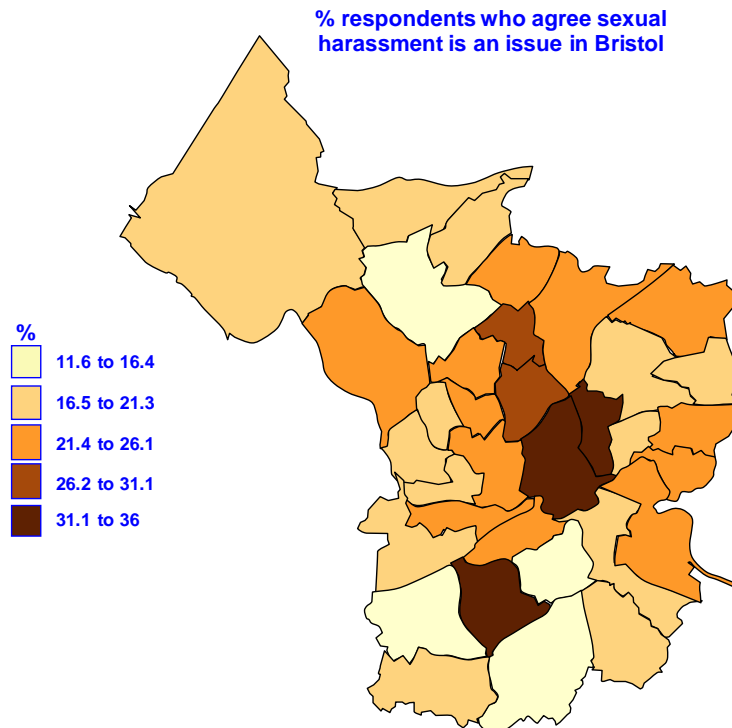 % respondents who agree sexual
harassment is an issue in Bristol
%
11.6 to 16.4
16.5 to 21.3
21.4 to 26.1
26.2 to 31.1
31.1 to 36